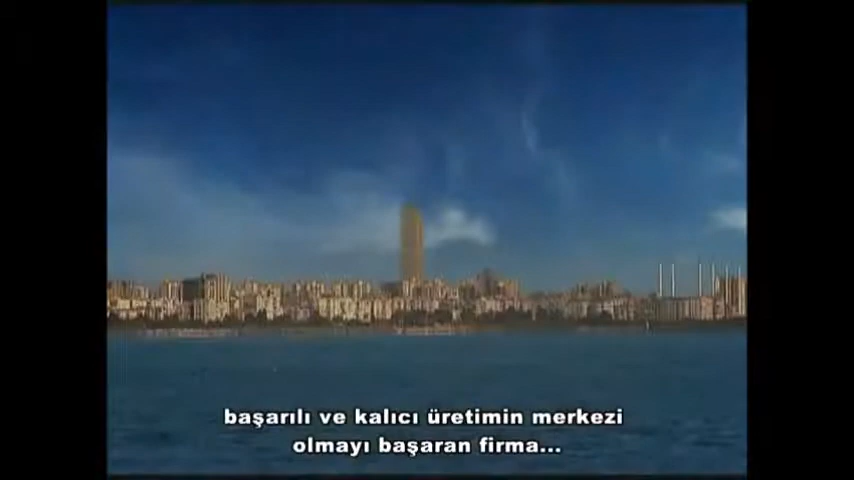 başarılı ve kalıcı üretimin merkezi
olmayı başaran firma...